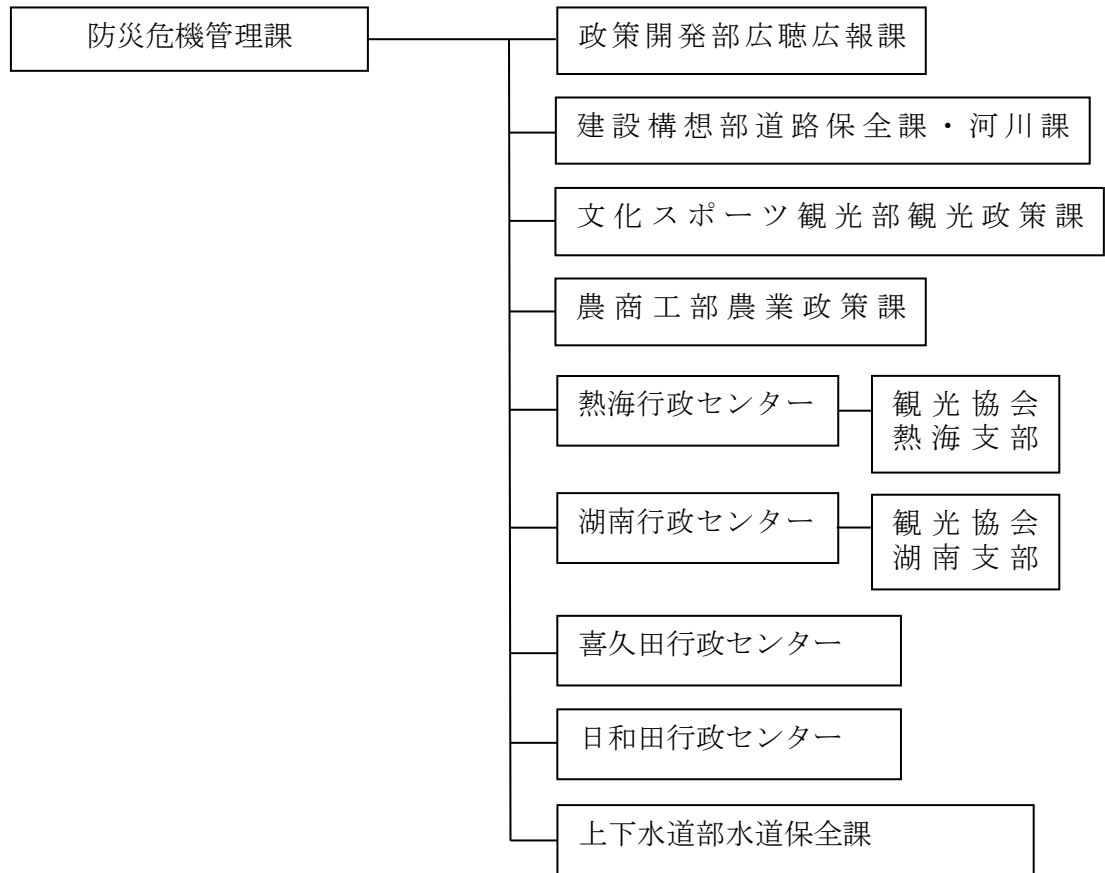 防災危機管理課
政策開発部広聴広報課
建設構想部道路保全課・河川課
文化スポーツ観光部観光政策課
農商工部農業政策課
熱海行政センター
観光協会
熱海支部
湖南行政センター
観光協会
湖南支部
喜久田行政センター
日和田行政センター
上下水道部水道保全課